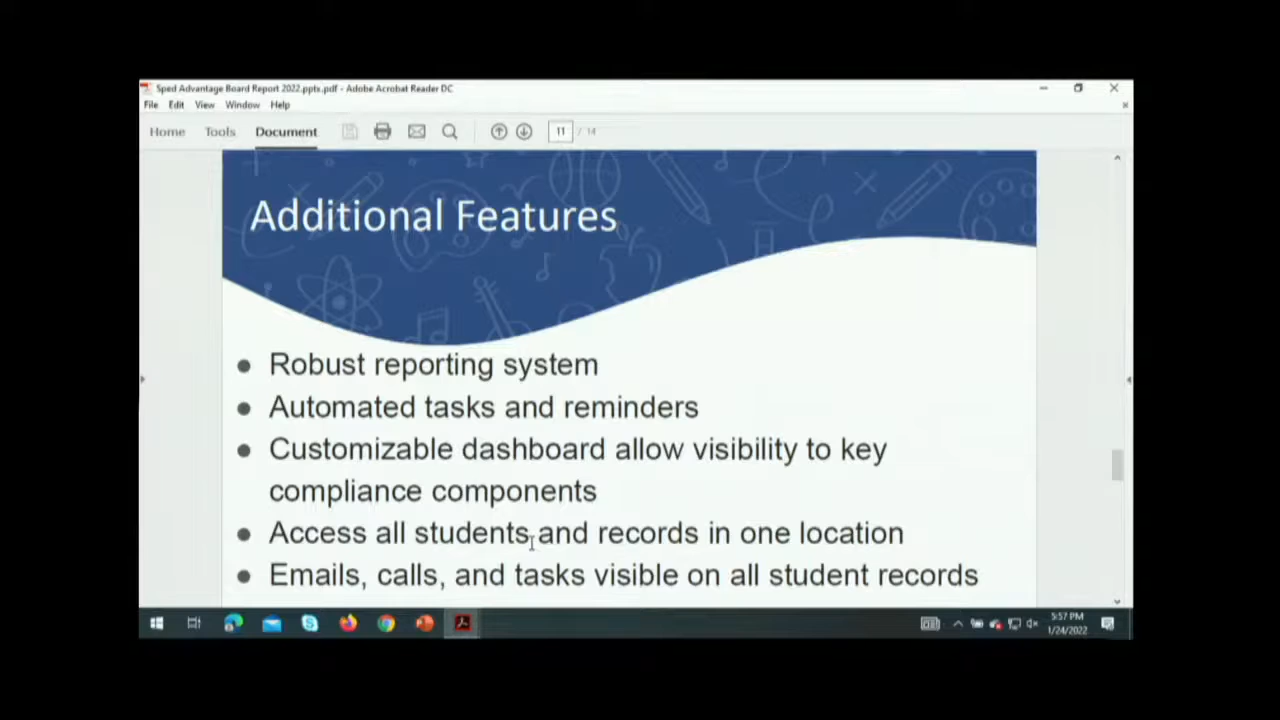 Sped Advantage Board Report 2022.pptx.pdf - Adobe Acrobat Reader DC
File Edit View Window Help
Home Tools Document 11 / 14
Additional Features
● Robust reporting system
● Automated tasks and reminders
● Customizable dashboard allow visibility to key
compliance components
● Access all students and records in one location
● Emails, calls, and tasks visible on all student records
5:57 PM
1/24/2022